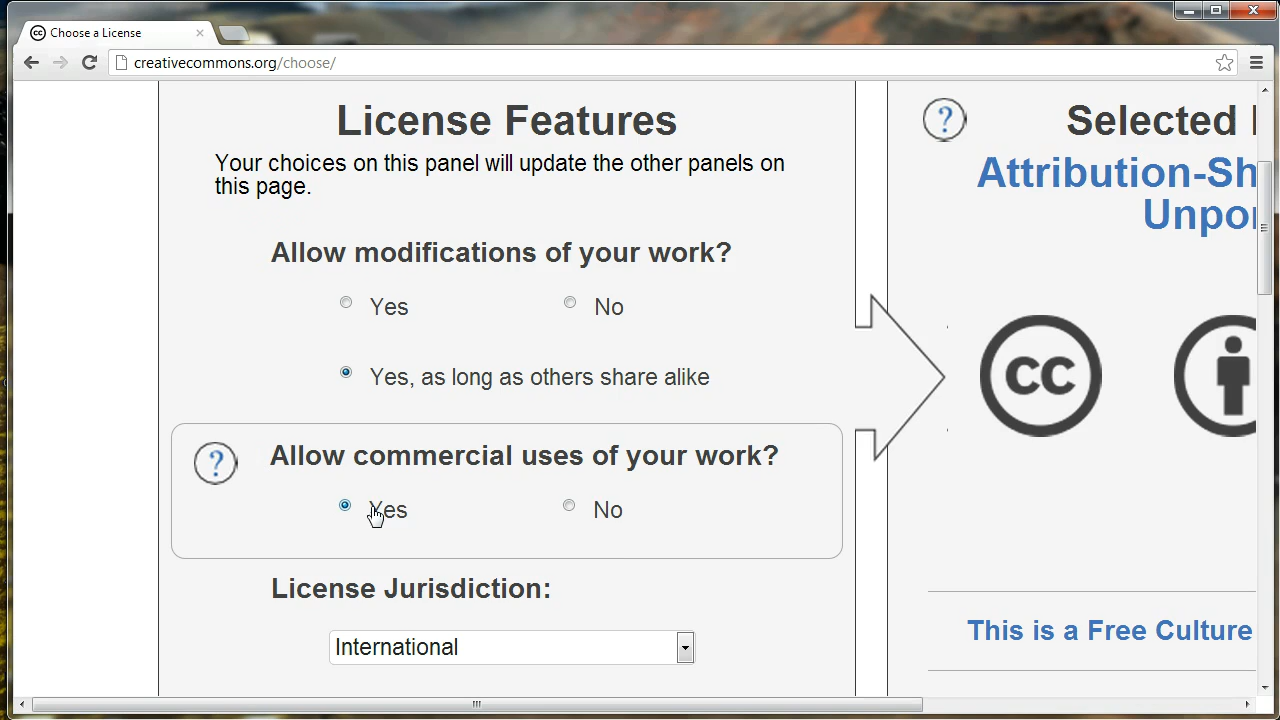 Choose a License
creativecommons.org/choose/
License Features
Your choices on this panel will update the other panels on
this page.
Allow modifications of your work?
Yes
No
Yes, as long as others share alike
? Allow commercial uses of your work?
Yes
No
License Jurisdiction:
International
? Selected
Attribution-Sh
Unpor
cc
This is a Free Culture